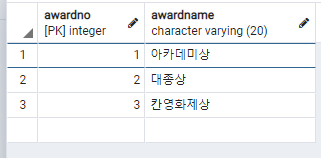 awardno awardname
[PK] integer character varying (20)
1 1 아카데미상
2 2 대종상
3 3 칸영화제상